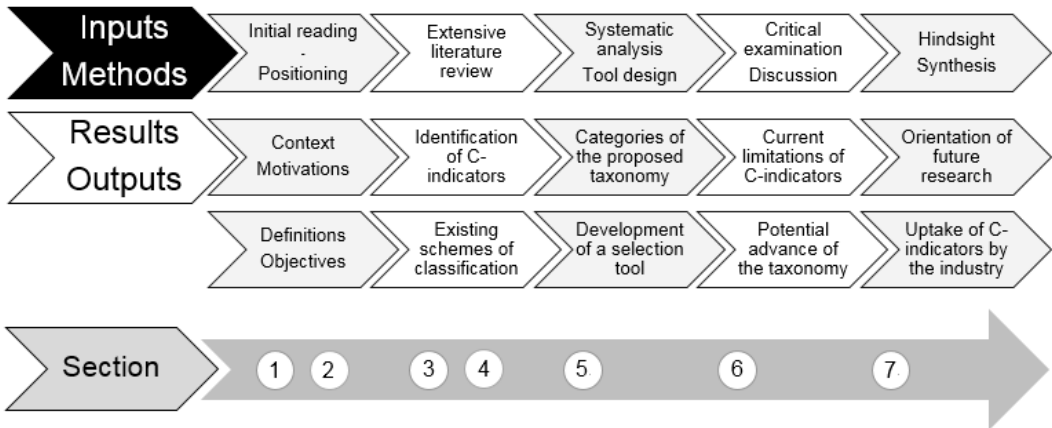 Inputs
Methods
Initial reading
-
Positioning
Extensive
literature
review
Systematic
analysis
Tool design
Critical
examination
Discussion
Hindsight
Synthesis
Results
Outputs
Context
Motivations
Identification
of C-
indicators
Categories of
the proposed
taxonomy
Current
limitations of
C-indicators
Orientation of
future
research
Definitions
Objectives
Existing
schemes of
classification
Development
of a selection
tool
Potential
advance of
the taxonomy
Uptake of C-
indicators by
the industry
Section
1
2
3
4
5.
6
7.